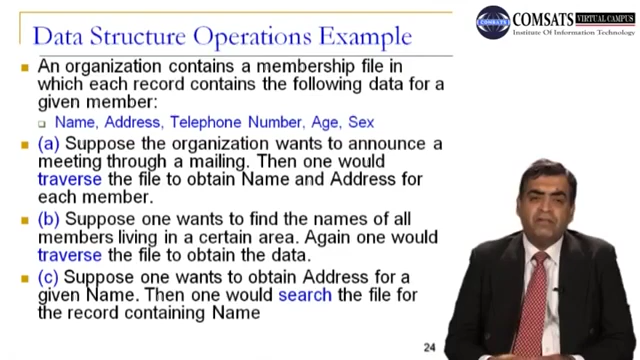 Data Structure Operations Example
COMSATS VIRTUAL CAMPUS
Institute Of Information Technology
An organization contains a membership file in
which each record contains the following data for a
given member:
Name, Address, Telephone Number, Age, Sex
(a) Suppose the organization wants to announce a
meeting through a mailing. Then one would
traverse the file to obtain Name and Address for
each member.
(b) Suppose one wants to find the names of all
members living in a certain area. Again one would
traverse the file to obtain the data.
(c) Suppose one wants to obtain Address for a
given Name. Then one would search the file for
the record containing Name
24